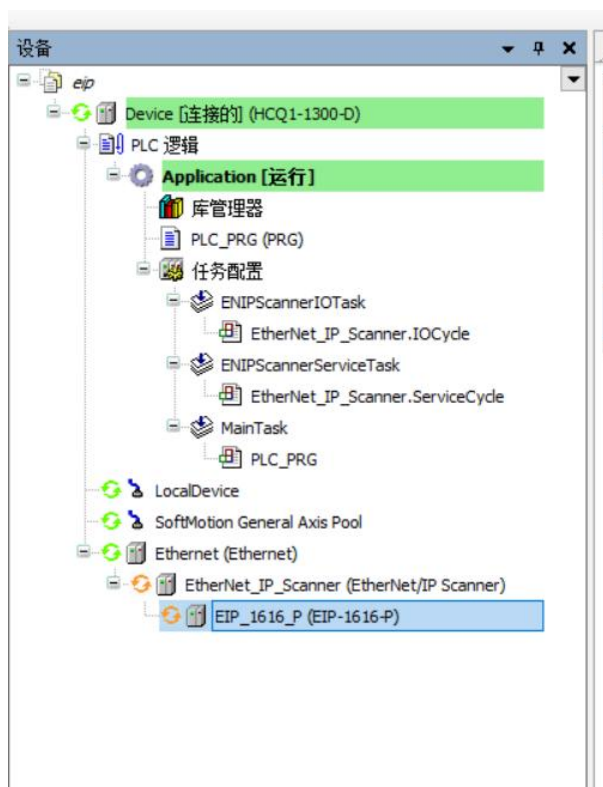 设备
eip
Device [连接的] (HCQ1-1300-D)
PLC 逻辑
Application [运行]
库管理器
PLC_PRG (PRG)
任务配置
ENIPScannerIOTask
EtherNet_IP_Scanner.IOCycle
ENIPScannerServiceTask
EtherNet_IP_Scanner.ServiceCycle
MainTask
PLC_PRG
LocalDevice
SoftMotion General Axis Pool
Ethernet (Ethernet)
EtherNet_IP_Scanner (EtherNet/IP Scanner)
EIP_1616_P (EIP-1616-P)